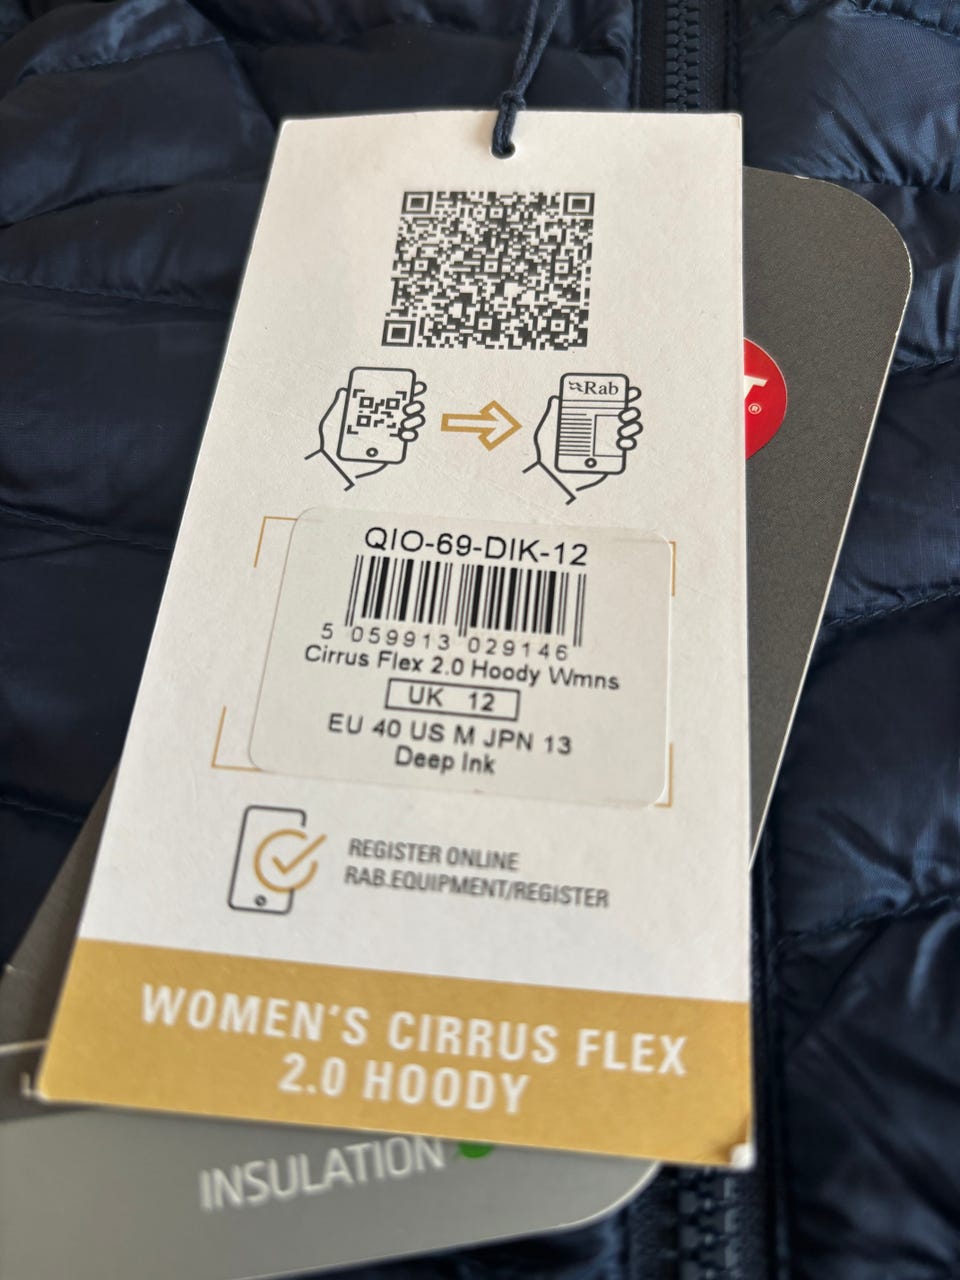 Rab
QIO-69-DIK-12
5 059913 029146
Cirrus Flex 2.0 Hoody Wmns
UK 12
EU 40 US M JPN 13
Deep Ink
REGISTER ONLINE
RAB.EQUIPMENT/REGISTER
WOMEN'S CIRRUS FLEX
2.0 HOODY
INSULATION